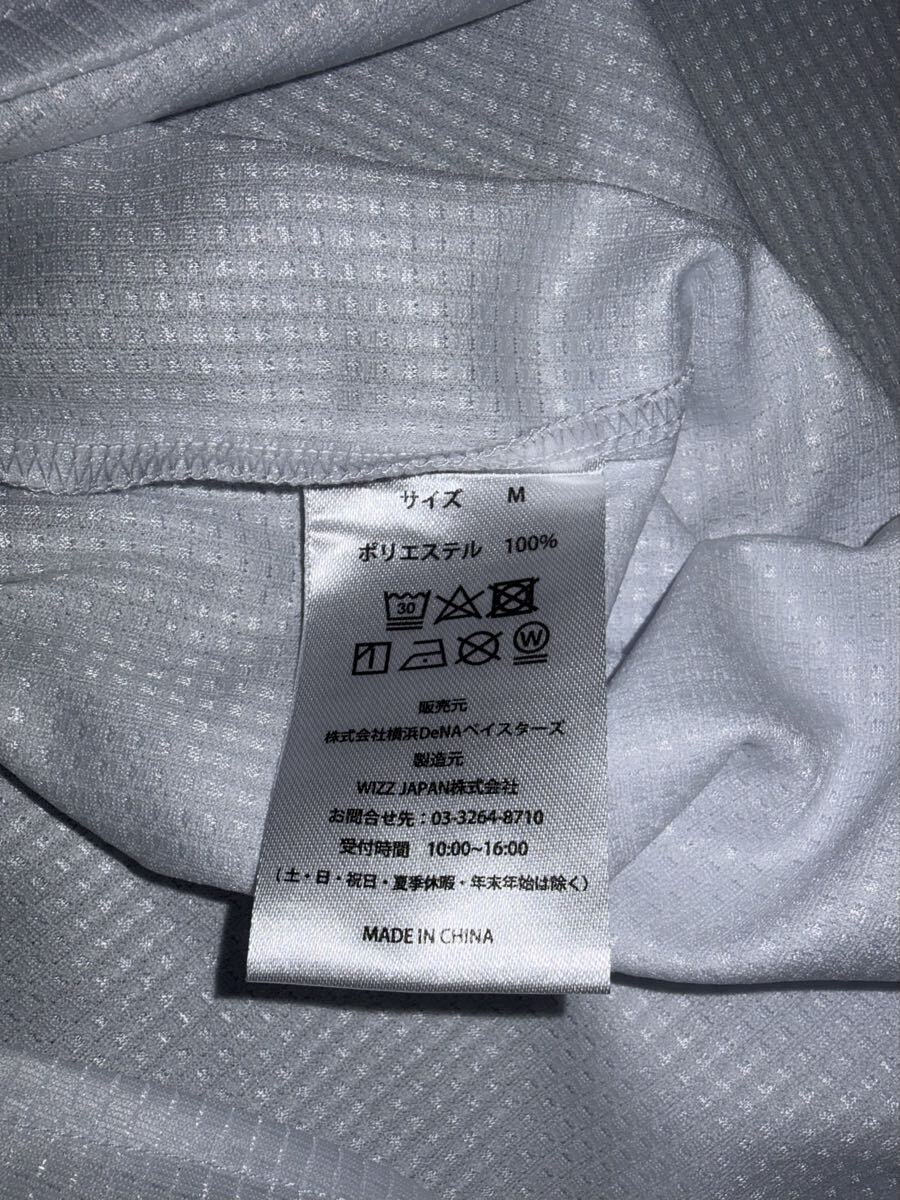 サイズ M
ポリエステル 100%
30
W
販売元
株式会社横浜DeNAベイスターズ
製造元
WIZZ JAPAN株式会社
お問合せ先：03-3264-8710
受付時間 10:00~16:00
（土・日・祝日・夏季休暇・年末年始は除く）
MADE IN CHINA